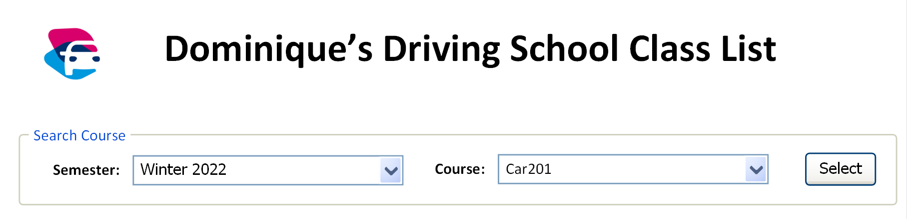 Dominique’s Driving School Class List
Search Course
Semester: Winter 2022 Course: Car201 Select